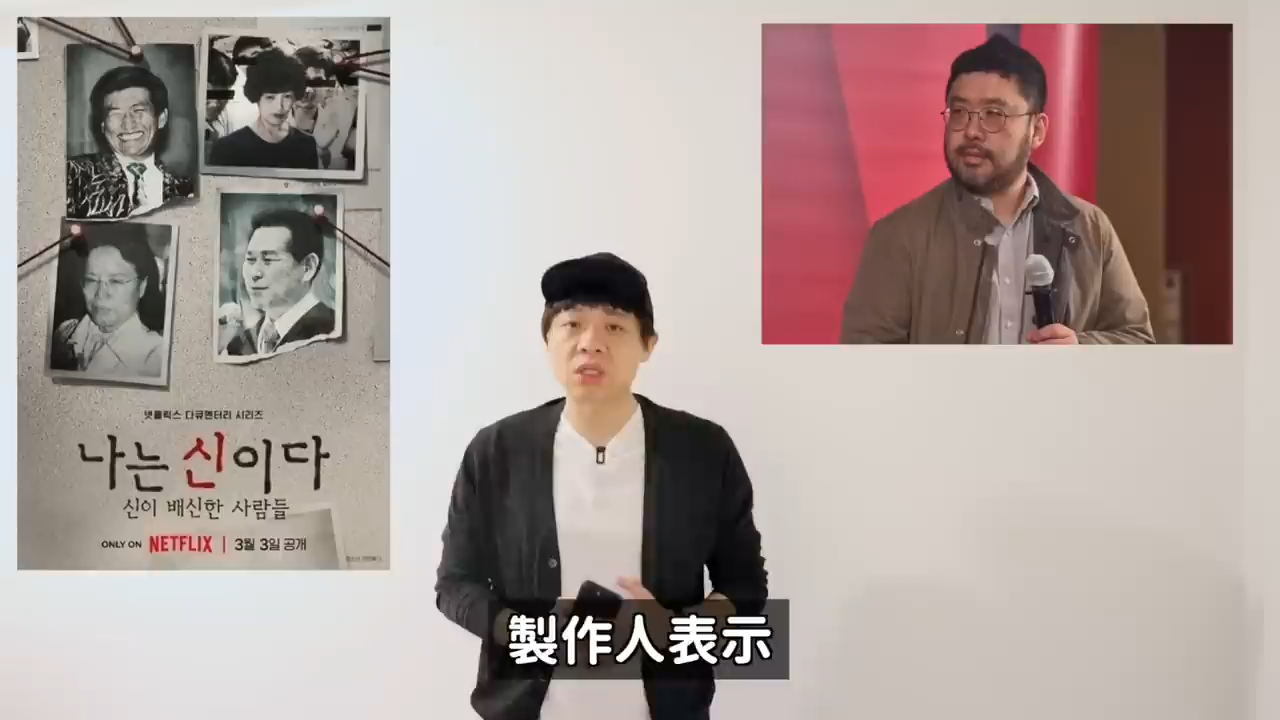 넷플릭스 다큐멘터리 시리즈
나는 신이다
신이 배신한 사람들
ONLY ON NETFLIX | 3월 3일 공개
製作人表示